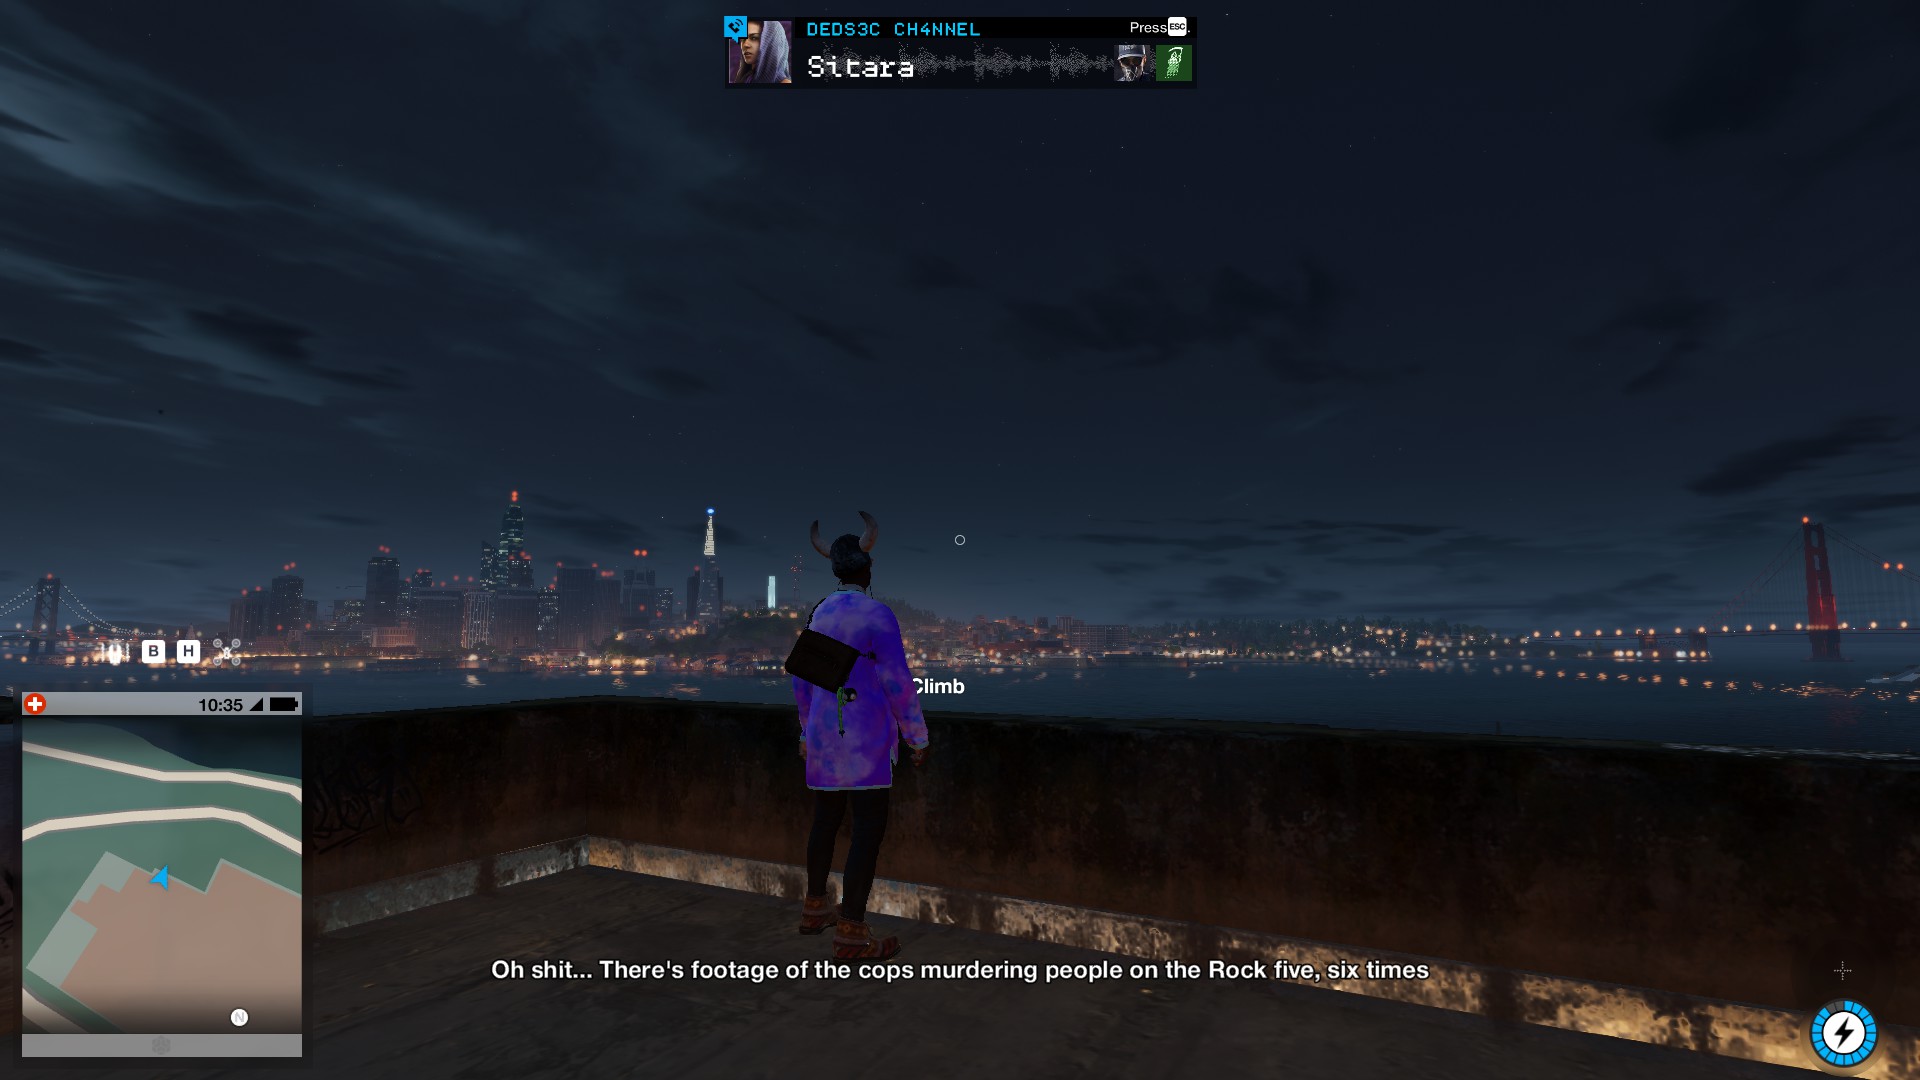 DEDS3C CH4NNEL
Press ESC.
Sitara
B H
Climb
10:35
N
Oh shit... There's footage of the cops murdering people on the Rock five, six times